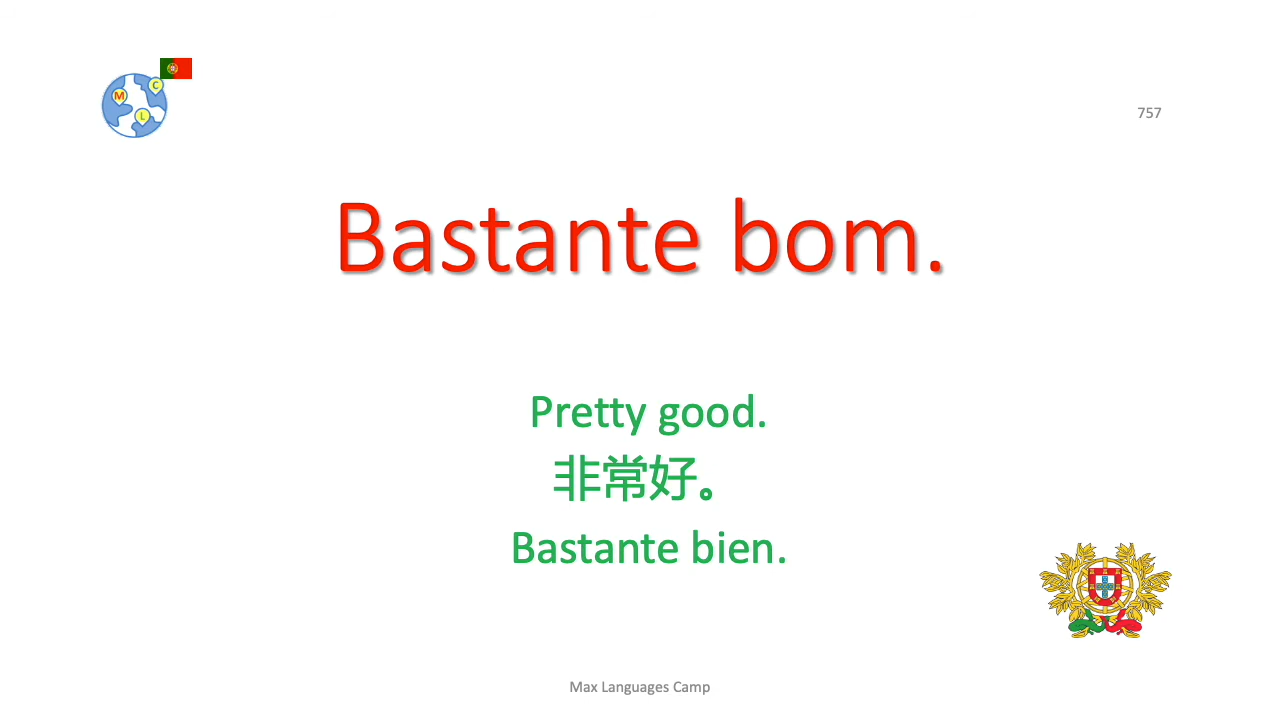 M
C
L
757
Bastante bom.
Pretty good.
非常好。
Bastante bien.
Max Languages Camp